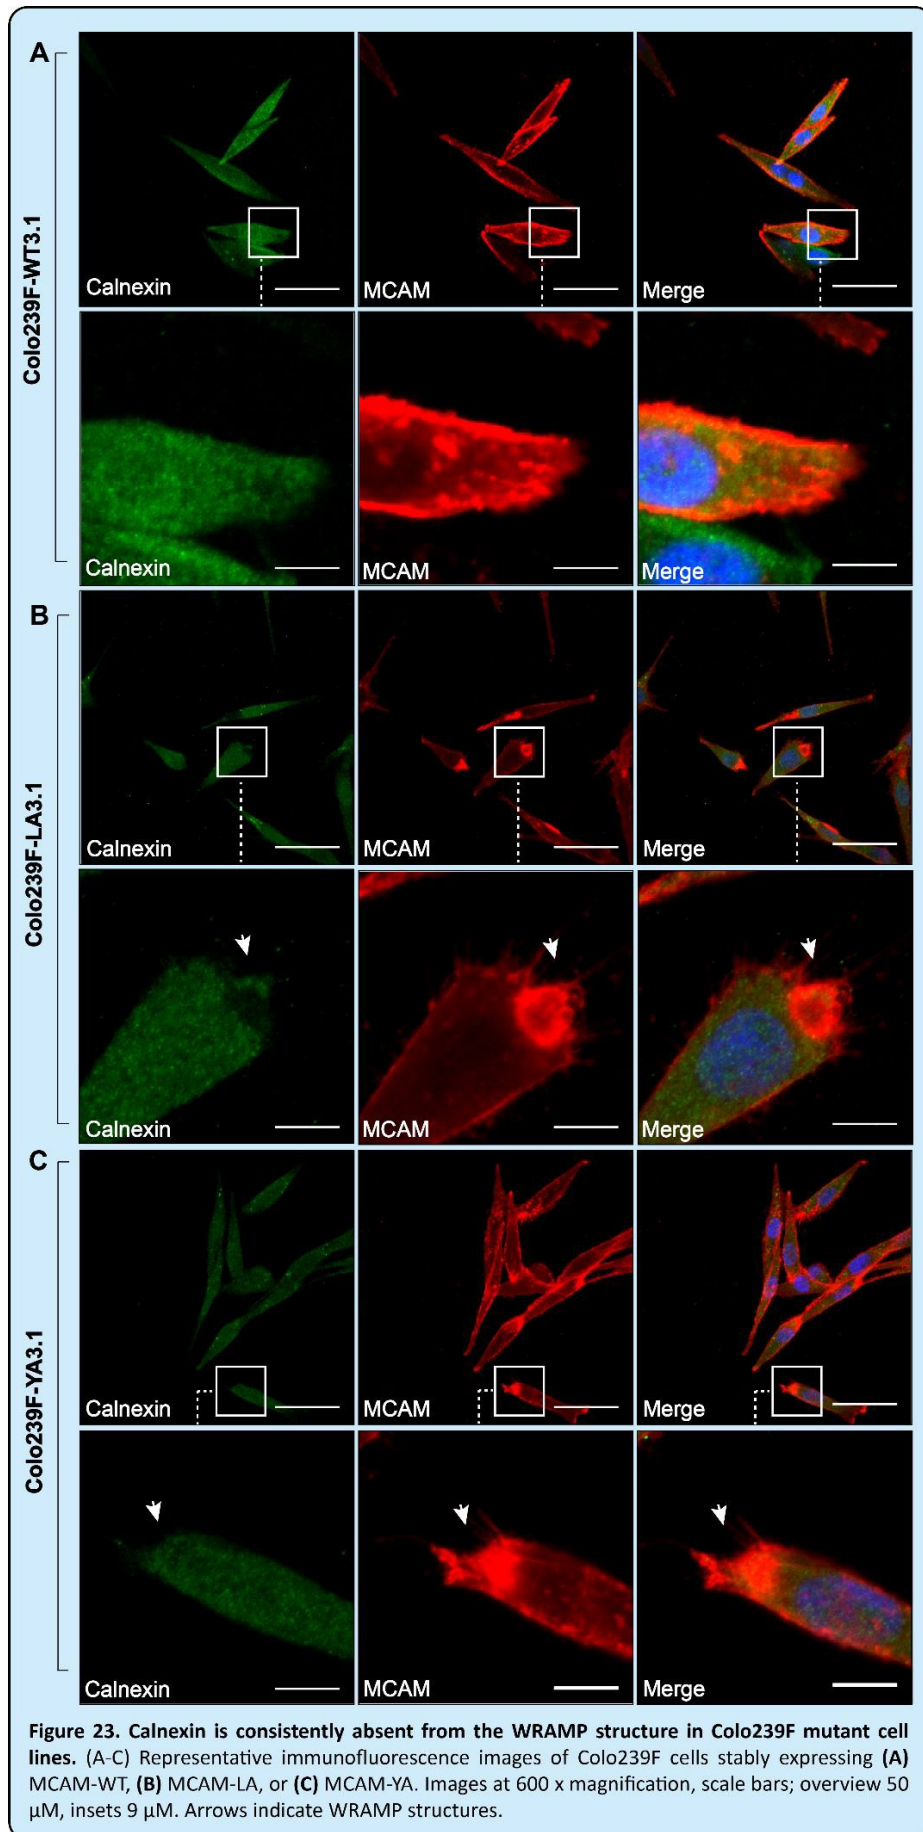 A
Colo239F-WT3.1
Calnexin
MCAM
Merge
Calnexin
MCAM
Merge
B
Colo239F-LA3.1
Calnexin
MCAM
Merge
Calnexin
MCAM
Merge
C
Colo239F-YA3.1
Calnexin
MCAM
Merge
Calnexin
MCAM
Merge
Figure 23. Calnexin is consistently absent from the WRAMP structure in Colo239F mutant cell
lines. (A-C) Representative immunofluorescence images of Colo239F cells stably expressing (A)
MCAM-WT, (B) MCAM-LA, or (C) MCAM-YA. Images at 600 x magnification, scale bars; overview 50
μM, insets 9 μM. Arrows indicate WRAMP structures.